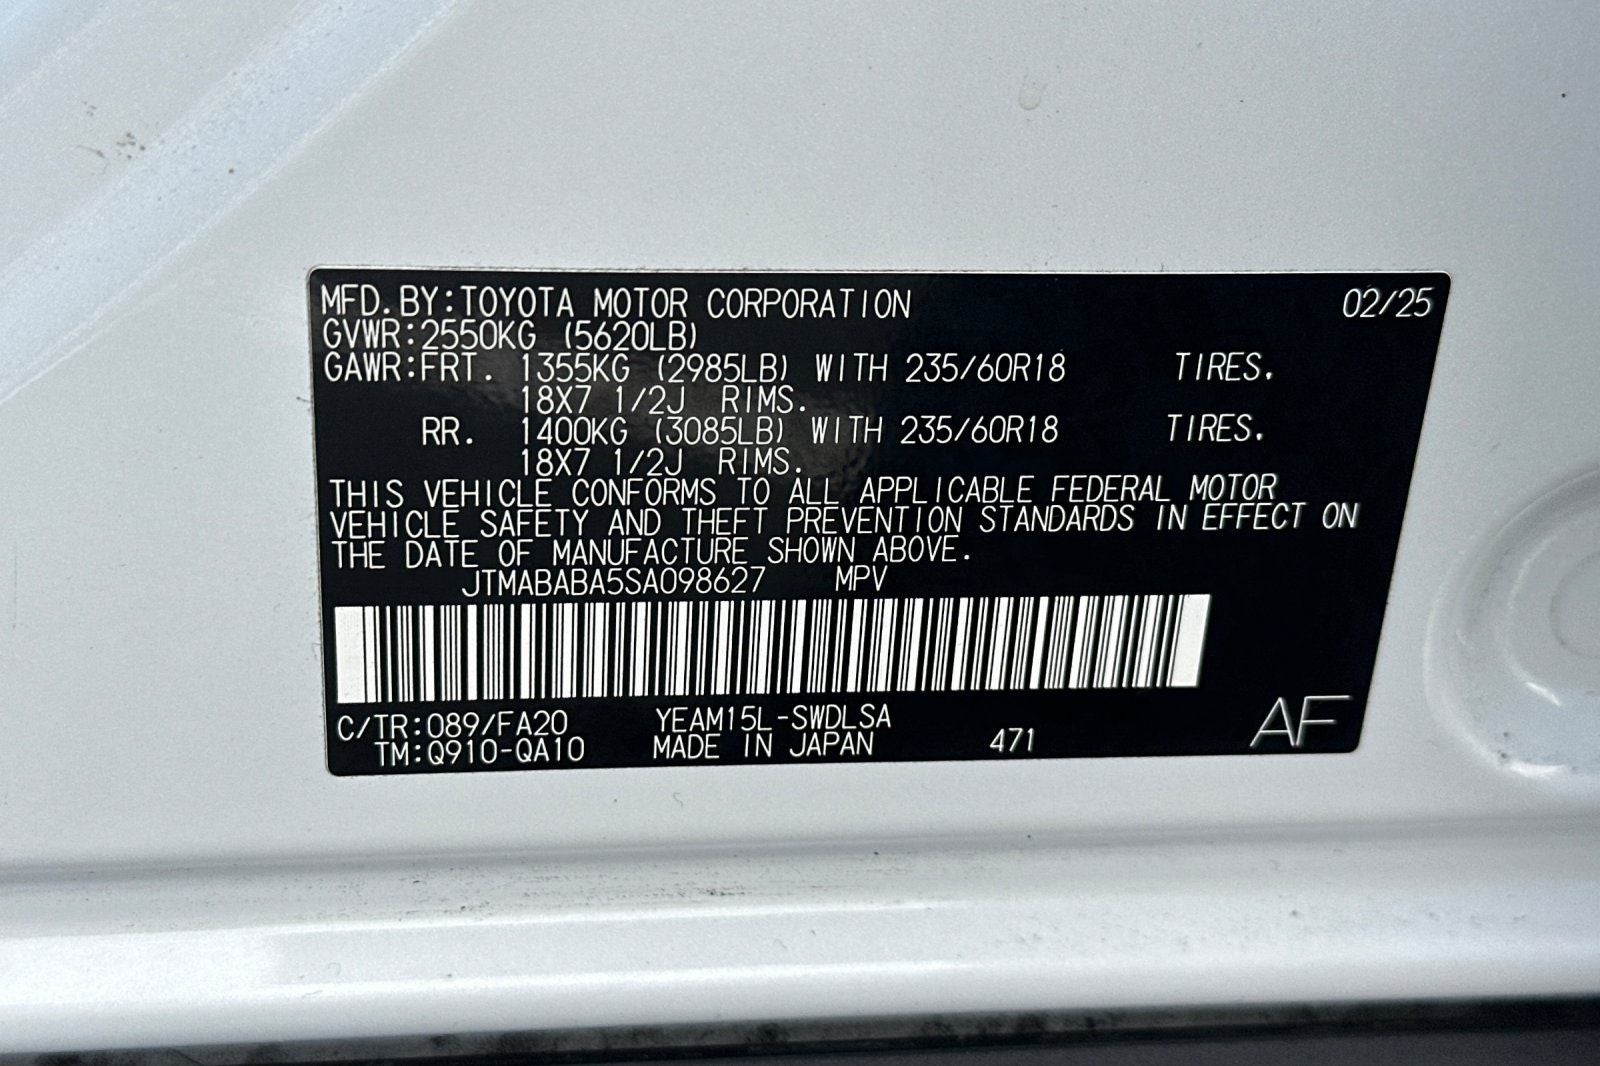 MFD. BY: TOYOTA MOTOR CORPORATION 02/25
GVWR: 2550KG (5620LB)
GAWR: FRT. 1355KG (2985LB) WITH 235/60R18 TIRES.
18X7 1/2J RIMS.
RR. 1400KG (3085LB) WITH 235/60R18 TIRES.
18X7 1/2J RIMS.
THIS VEHICLE CONFORMS TO ALL APPLICABLE FEDERAL MOTOR
VEHICLE SAFETY AND THEFT PREVENTION STANDARDS IN EFFECT ON
THE DATE OF MANUFACTURE SHOWN ABOVE.
JTMABABA5SA098627 MPV
C/TR: 089/FA20 YEAM15L-SWDLSA
TM: Q910-QA10 MADE IN JAPAN 471 AF